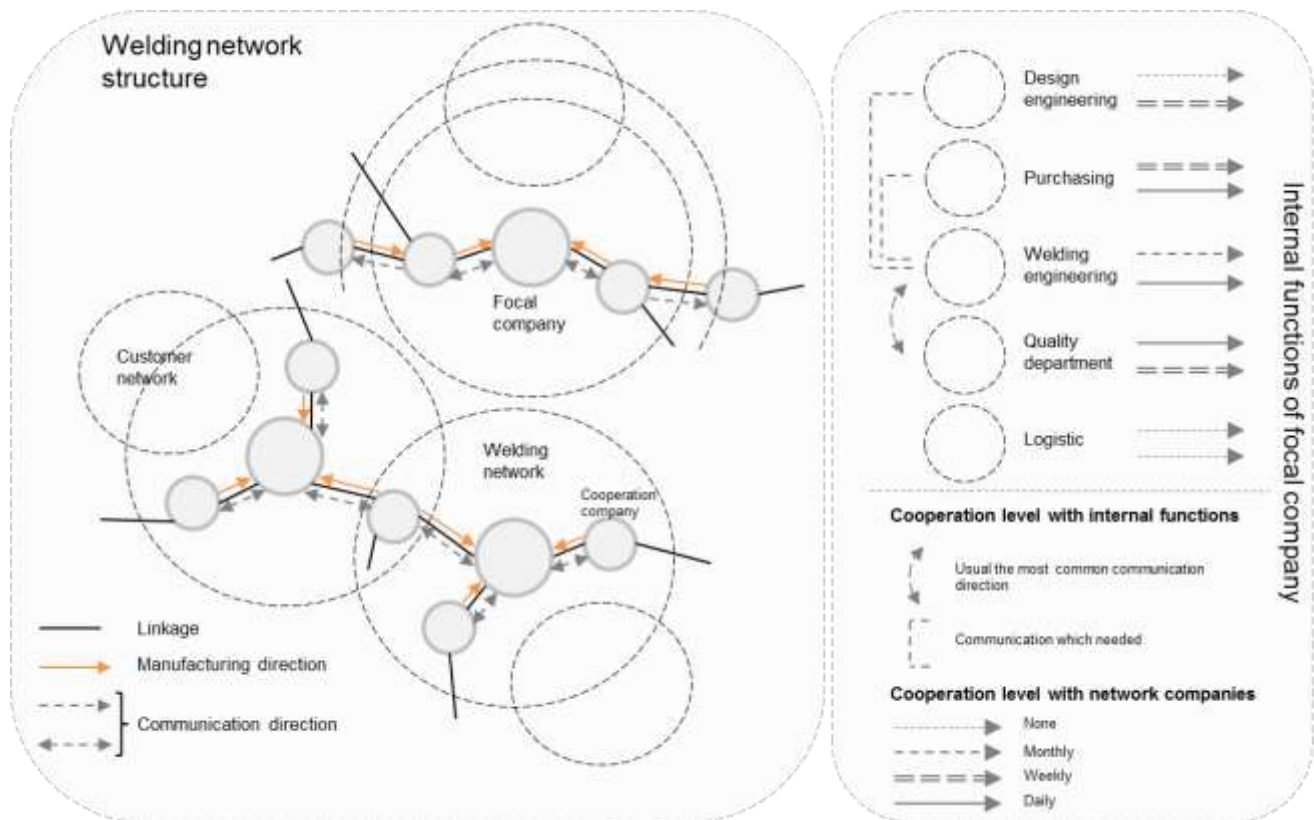 Welding network
structure
Focal
company
Customer
network
Welding
network
Cooperation
company
Linkage
Manufacturing direction
Communication direction
Design
engineering
Purchasing
Welding
engineering
Quality
department
Logistic
Internal functions of focal company
Cooperation level with internal functions
Usual the most common communication
direction
Communication which needed
Cooperation level with network companies
None
Monthly
Weekly
Daily